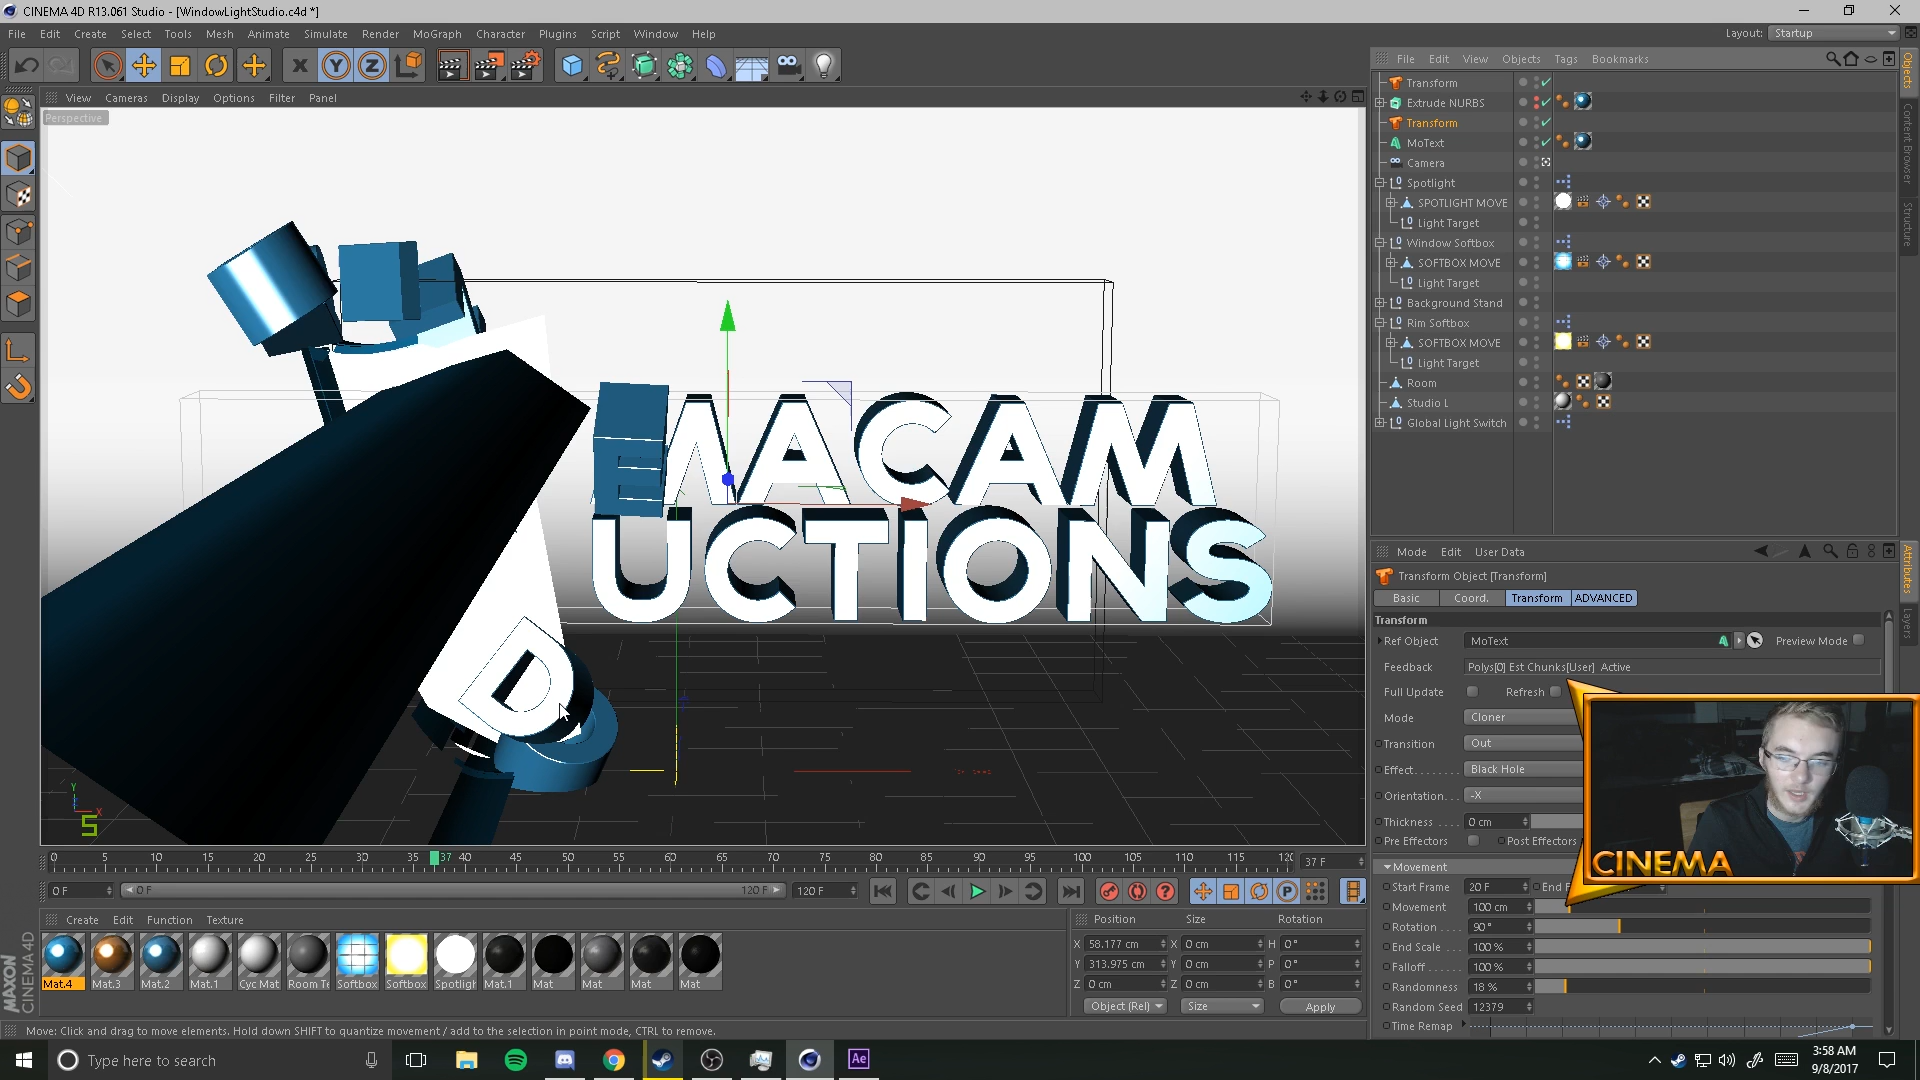 CINEMA 4D R13.061 Studio - [WindowLightStudio.c4d *]
File Edit Create Select Tools Mesh Animate Simulate Render MoGraph Character Plugins Script Window Help
Layout: Startup
View Cameras Display Options Filter Panel
Perspective
File Edit View Objects Tags Bookmarks
Transform
Extrude NURBS
Transform
MoText
Camera
Spotlight
SPOTLIGHT MOVE
Light Target
Window Softbox
SOFTBOX MOVE
Light Target
Background Stand
Rim Softbox
SOFTBOX MOVE
Light Target
Room
Studio L
Global Light Switch
Objects
Content Browser
Structure
E MACAM
UCTIONS
D
Mode Edit User Data
Transform Object [Transform]
Basic Coord. Transform ADVANCED
Transform
Ref Object MoText Preview Mode
Feedback Polys[0] Est Chunks[User] Active
Full Update Refresh
Mode Cloner
Transition Out
Effect Black Hole
Orientation -X
Thickness 0 cm
Pre Effectors Post Effectors
Movement
Start Frame 20 F End F
Movement 100 cm
Rotation 90 °
End Scale 100 %
Falloff 100 %
Randomness 18 %
Random Seed 12379
Time Remap
Attributes
Layers
CINEMA
Y X
5
0 5 10 15 20 25 30 35 37 40 45 50 55 60 65 70 75 80 85 90 95 100 105 110 115 120 37 F
0 F 0 F 120 F 120 F
Create Edit Function Texture
Mat.4 Mat.3 Mat.2 Mat.1 Cyc Mat Room Te Softbox Softbox Spotligh Mat.1 Mat Mat Mat Mat
Position Size Rotation
X 58.177 cm X 0 cm H 0 °
Y 313.975 cm Y 0 cm P 0 °
Z 0 cm Z 0 cm B 0 °
Object (Rel) Size Apply
MAXON
CINEMA 4D
Move: Click and drag to move elements. Hold down SHIFT to quantize movement / add to the selection in point mode, CTRL to remove.
Type here to search
Ae
3:58 AM
9/8/2017